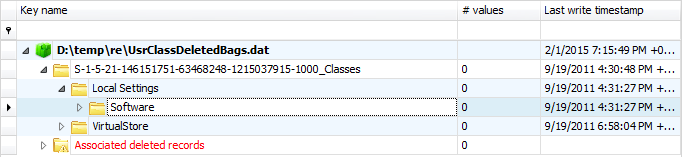 Key name # values Last write timestamp
D:\temp\re\UsrClassDeletedBags.dat 2/1/2015 7:15:49 PM +0...
S-1-5-21-146151751-63468248-1215037915-1000_Classes 0 9/19/2011 4:30:48 PM +...
Local Settings 0 9/19/2011 4:31:27 PM +...
Software 0 9/19/2011 4:31:27 PM +...
VirtualStore 0 9/19/2011 6:58:04 PM +...
Associated deleted records 0